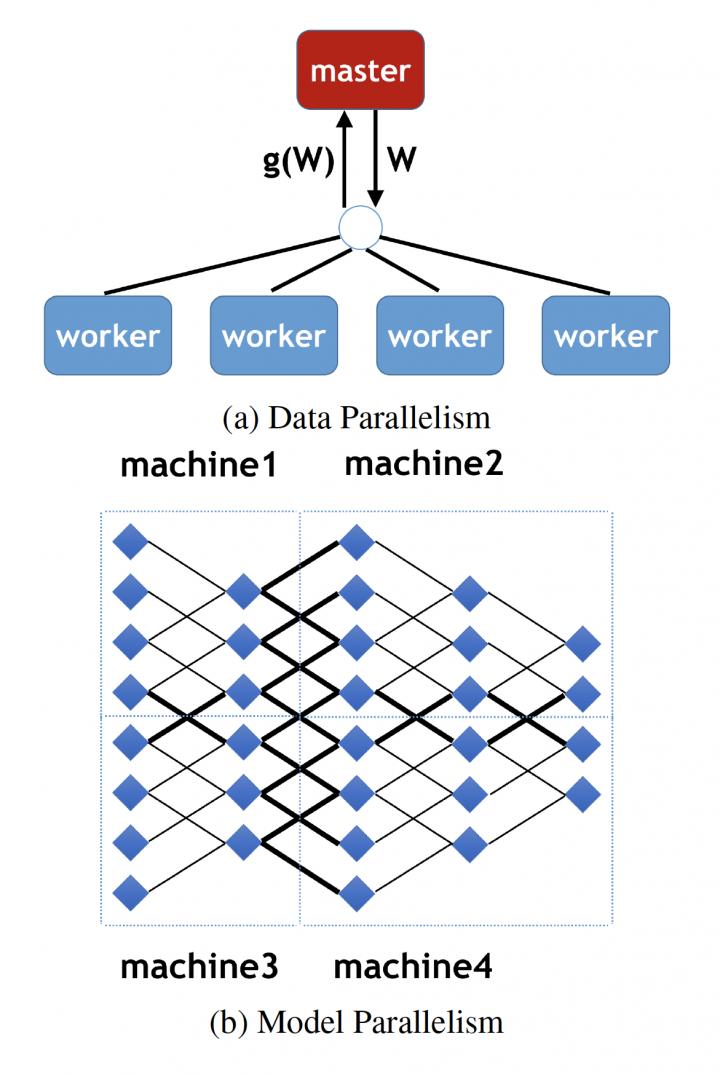 master
g(W) W
worker worker worker worker
(a) Data Parallelism
machine1 machine2
machine3 machine4
(b) Model Parallelism